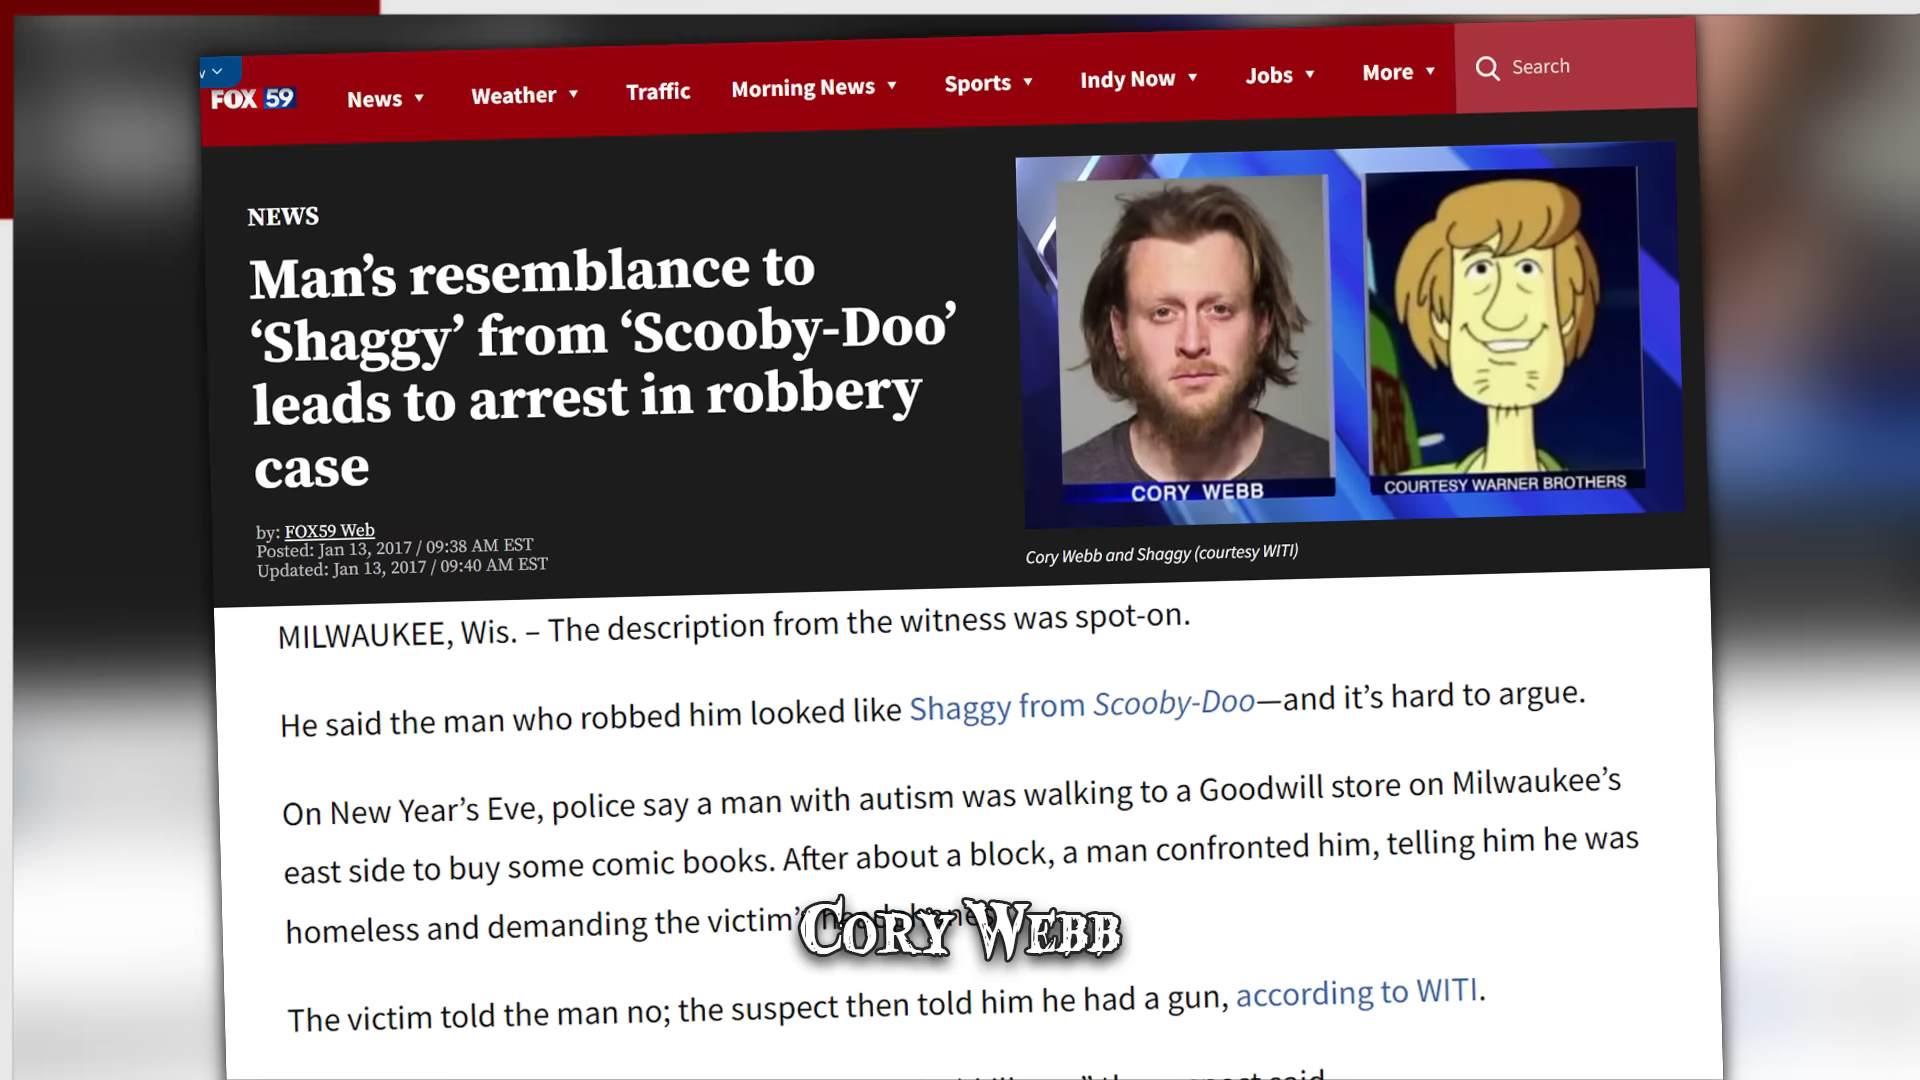 FOX 59
News
Weather
Traffic
Morning News
Sports
Indy Now
Jobs
More
Search
NEWS
Man’s resemblance to
‘Shaggy’ from ‘Scooby-Doo’
leads to arrest in robbery
case
by: FOX59 Web
Posted: Jan 13, 2017 / 09:38 AM EST
Updated: Jan 13, 2017 / 09:40 AM EST
CORY WEBB
COURTESY WARNER BROTHERS
Cory Webb and Shaggy (courtesy WITI)
MILWAUKEE, Wis. – The description from the witness was spot-on.
He said the man who robbed him looked like Shaggy from Scooby-Doo—and it’s hard to argue.
On New Year’s Eve, police say a man with autism was walking to a Goodwill store on Milwaukee’s
east side to buy some comic books. After about a block, a man confronted him, telling him he was
homeless and demanding the victim’s
Cory Webb
The victim told the man no; the suspect then told him he had a gun, according to WITI.